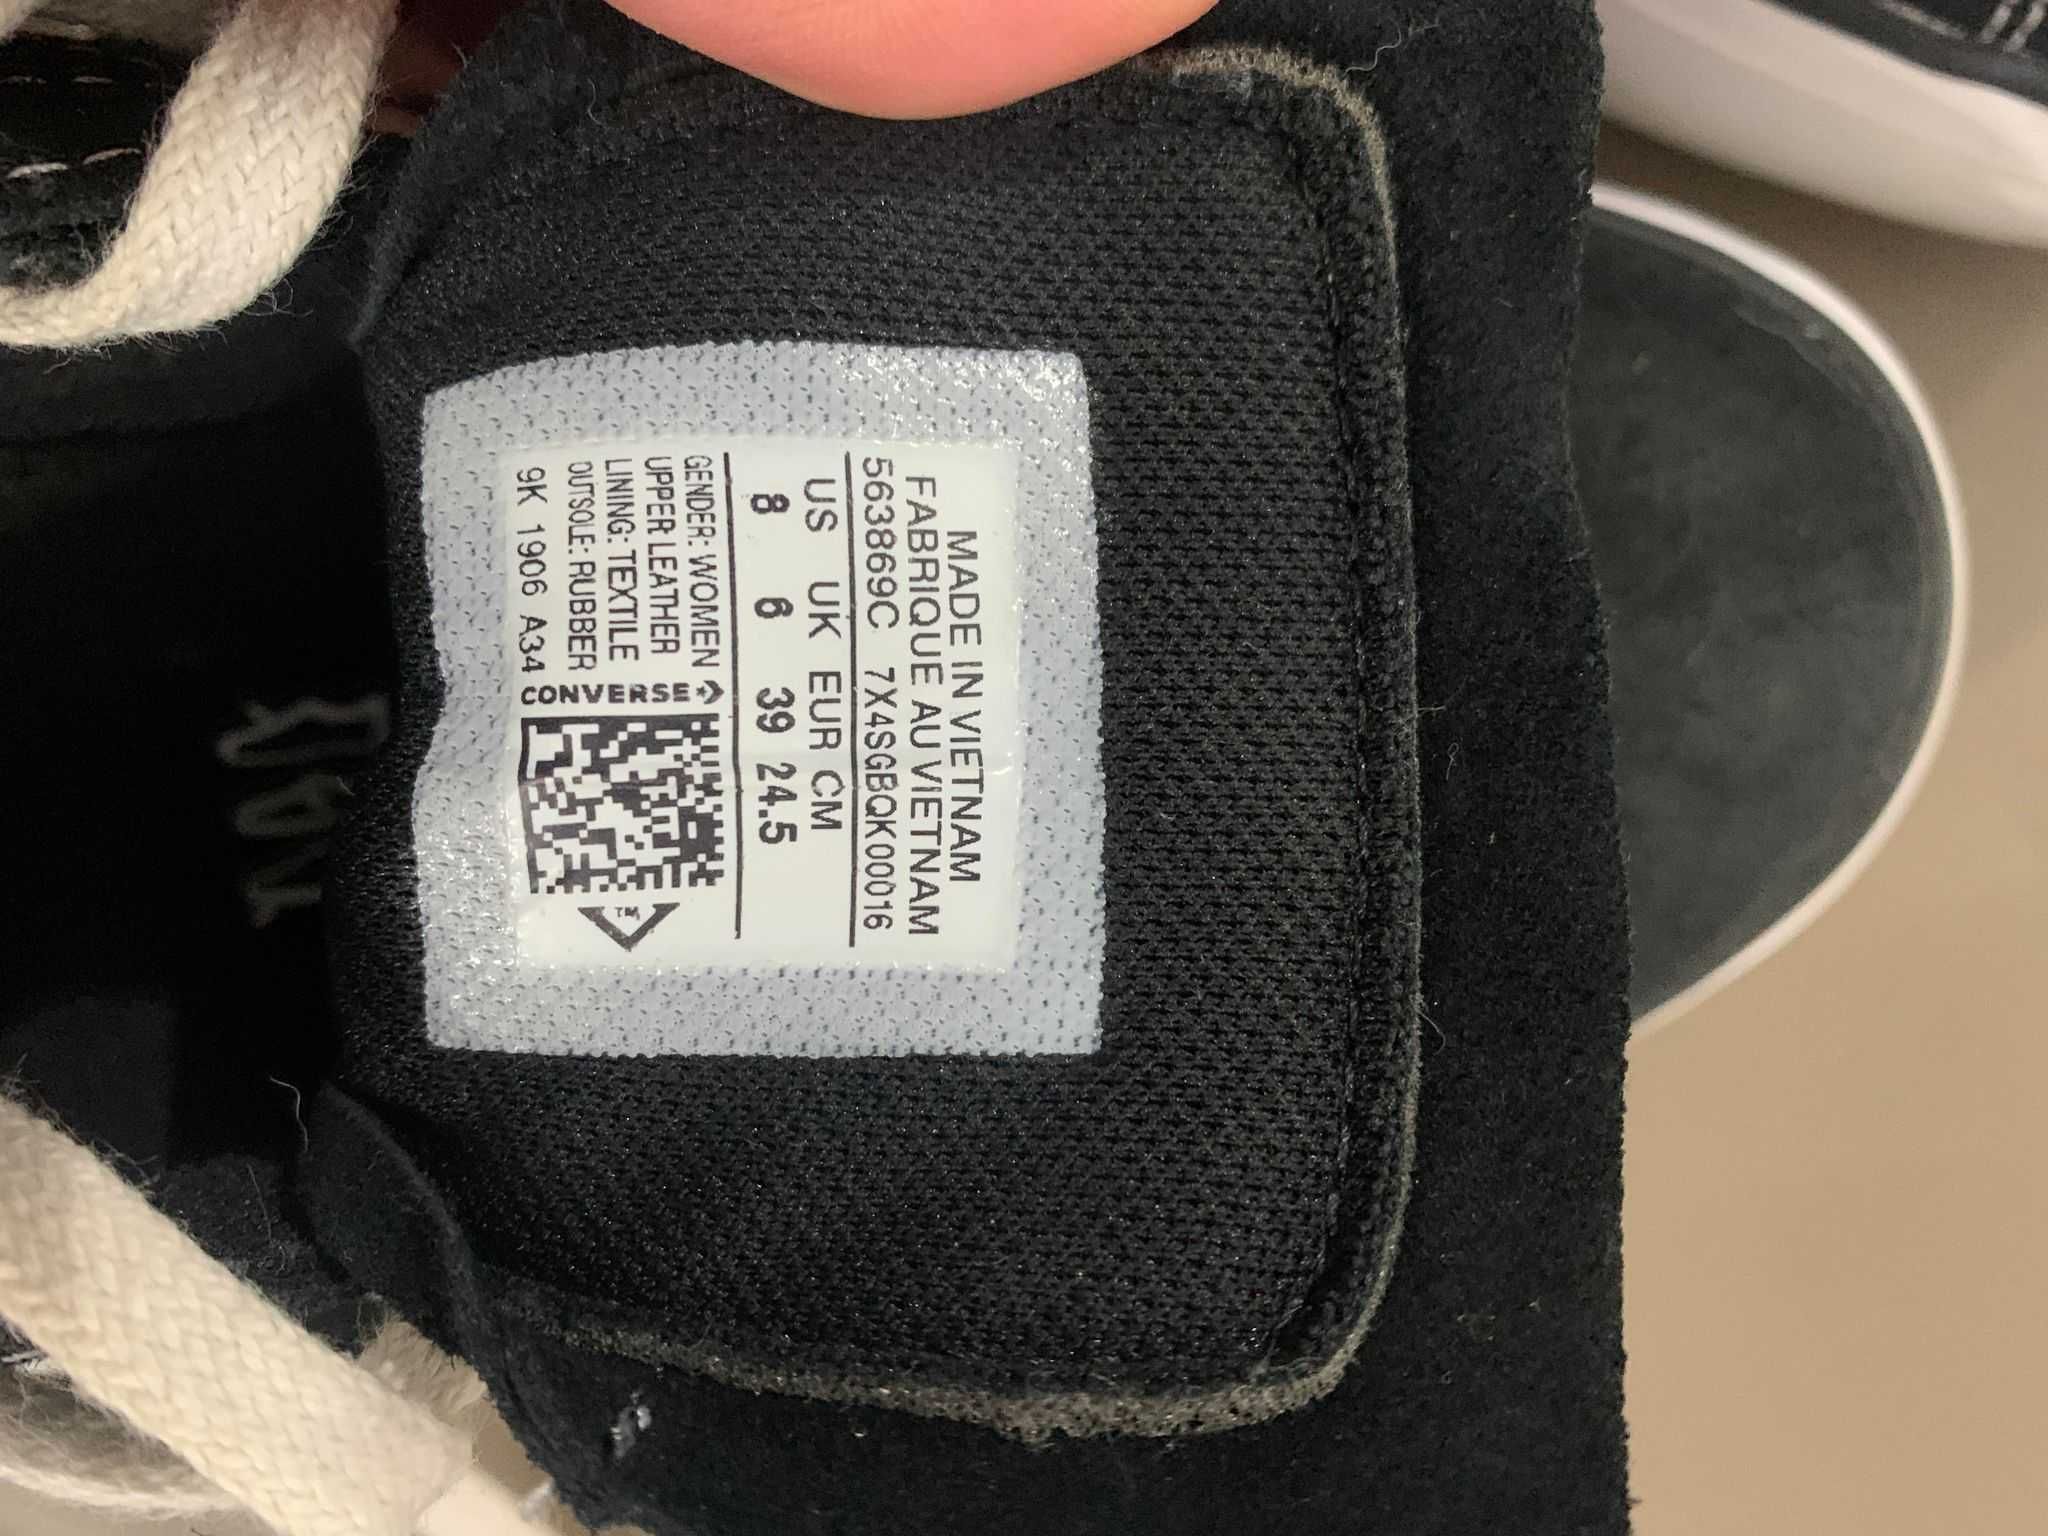 MADE IN VIETNAM
FABRIQUE AU VIETNAM
563869C 7X4SGBQK00016
US UK EUR CM
8 6 39 24.5
GENDER: WOMEN
UPPER LEATHER
LINING: TEXTILE
OUTSOLE: RUBBER
9K 1906 A34
CONVERSE
TM